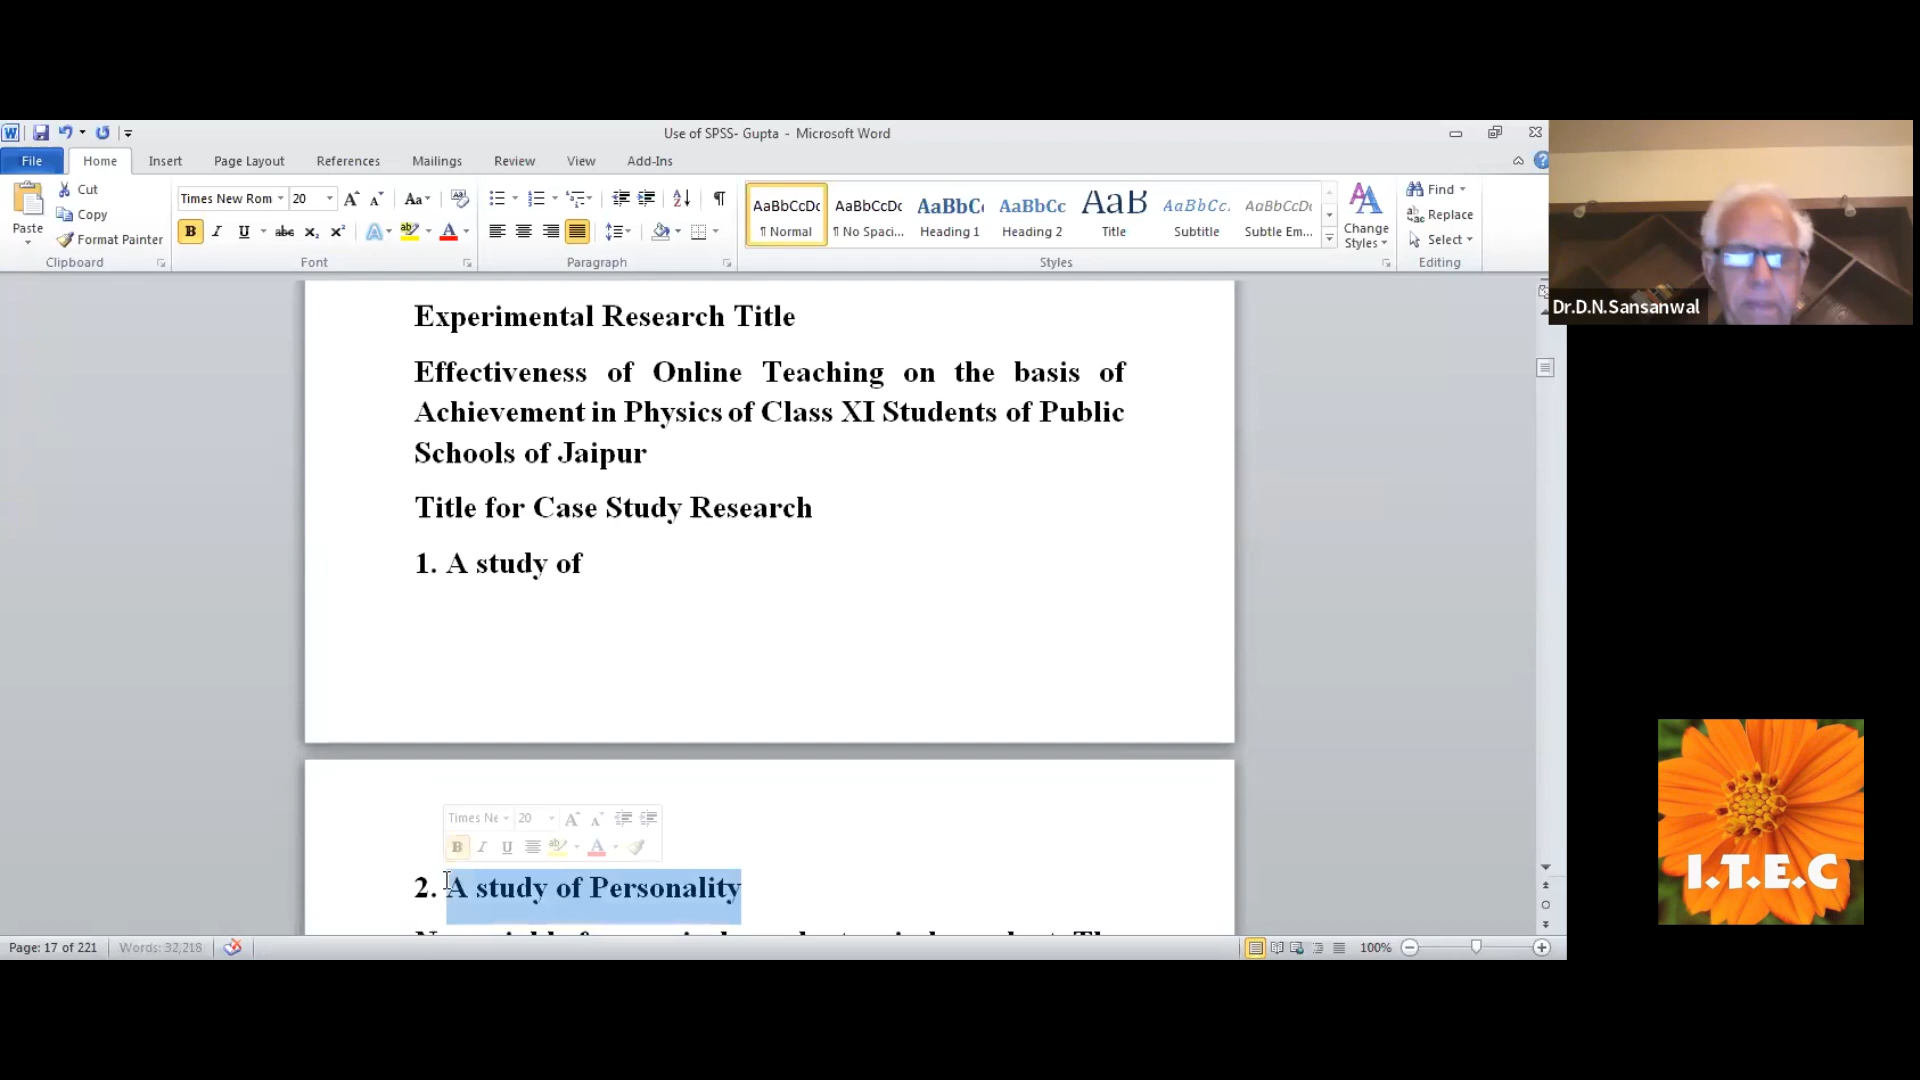 Use of SPSS- Gupta - Microsoft Word
File Home Insert Page Layout References Mailings Review View Add-Ins
Paste
Cut
Copy
Format Painter
Clipboard
Times New Rom 20
Font
Paragraph
AaBbCcDc AaBbCcDc AaBbC AaBbCc AaB AaBbCc. AaBbCcDc
¶ Normal ¶ No Spaci... Heading 1 Heading 2 Title Subtitle Subtle Em...
Styles
Change
Styles
Find
Replace
Select
Editing
Dr.D.N.Sansanwal
Experimental Research Title
Effectiveness of Online Teaching on the basis of
Achievement in Physics of Class XI Students of Public
Schools of Jaipur
Title for Case Study Research
1. A study of
Times Ne 20
2. A study of Personality
I.T.E.C
Page: 17 of 221 Words: 32,218 100%